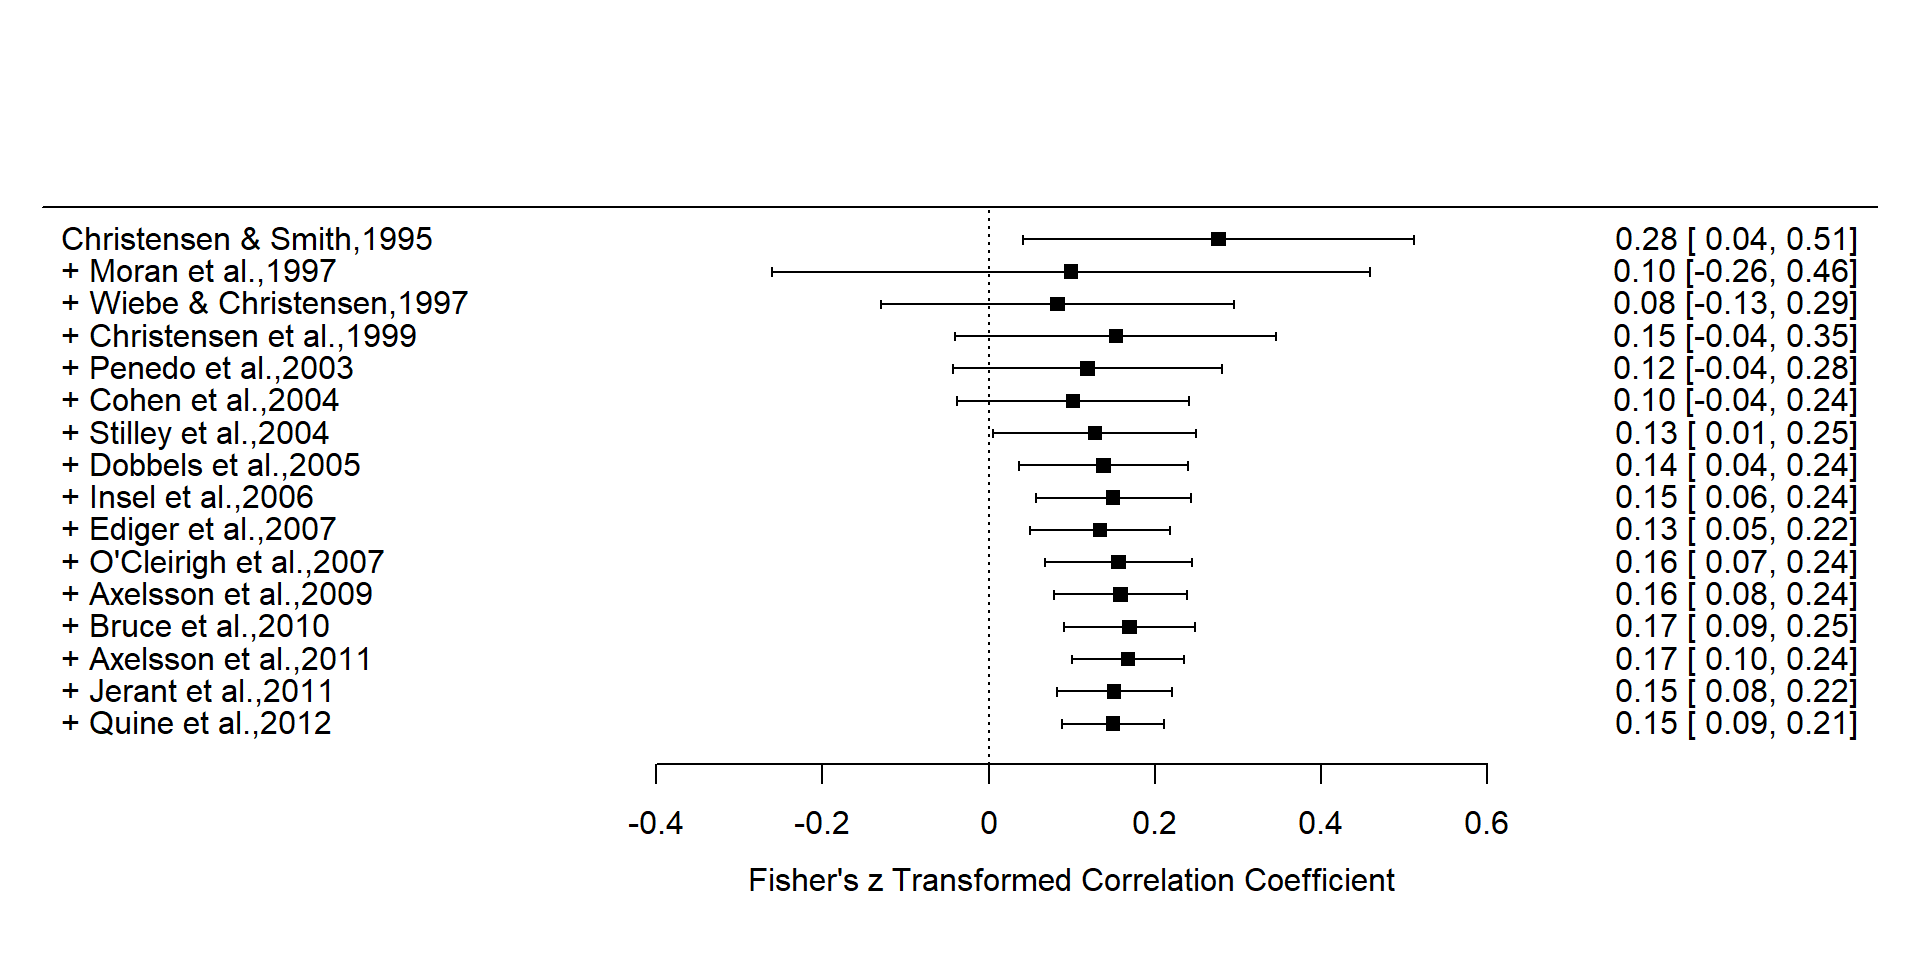 Christensen & Smith,1995 0.28 [ 0.04, 0.51]
+ Moran et al.,1997 0.10 [-0.26, 0.46]
+ Wiebe & Christensen,1997 0.08 [-0.13, 0.29]
+ Christensen et al.,1999 0.15 [-0.04, 0.35]
+ Penedo et al.,2003 0.12 [-0.04, 0.28]
+ Cohen et al.,2004 0.10 [-0.04, 0.24]
+ Stilley et al.,2004 0.13 [ 0.01, 0.25]
+ Dobbels et al.,2005 0.14 [ 0.04, 0.24]
+ Insel et al.,2006 0.15 [ 0.06, 0.24]
+ Ediger et al.,2007 0.13 [ 0.05, 0.22]
+ O'Cleirigh et al.,2007 0.16 [ 0.07, 0.24]
+ Axelsson et al.,2009 0.16 [ 0.08, 0.24]
+ Bruce et al.,2010 0.17 [ 0.09, 0.25]
+ Axelsson et al.,2011 0.17 [ 0.10, 0.24]
+ Jerant et al.,2011 0.15 [ 0.08, 0.22]
+ Quine et al.,2012 0.15 [ 0.09, 0.21]
-0.4 -0.2 0 0.2 0.4 0.6
Fisher's z Transformed Correlation Coefficient